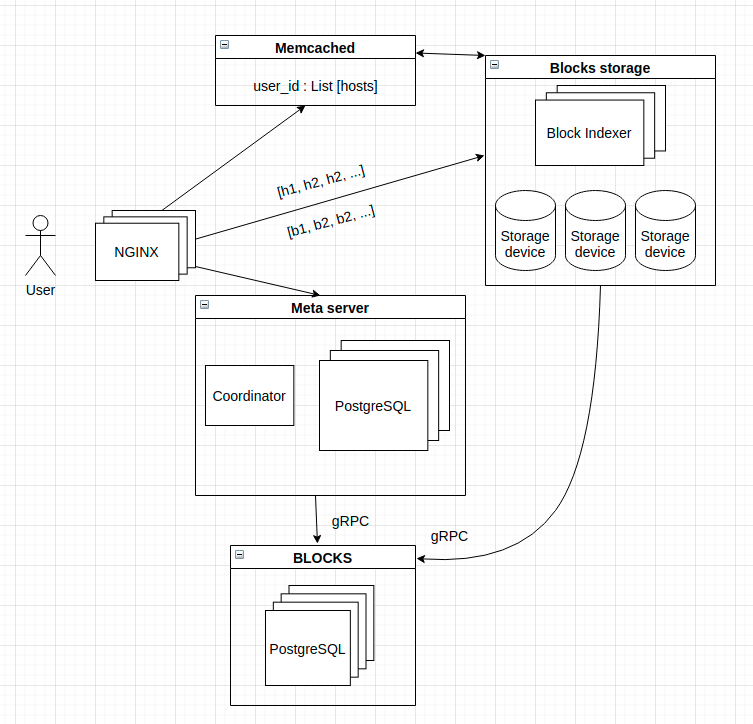 Memcached
user_id : List [hosts]
Blocks storage
Block Indexer
Storage
device
Storage
device
Storage
device
[h1, h2, h2, ...]
[b1, b2, b2, ...]
NGINX
User
Meta server
Coordinator
PostgreSQL
gRPC
gRPC
BLOCKS
PostgreSQL